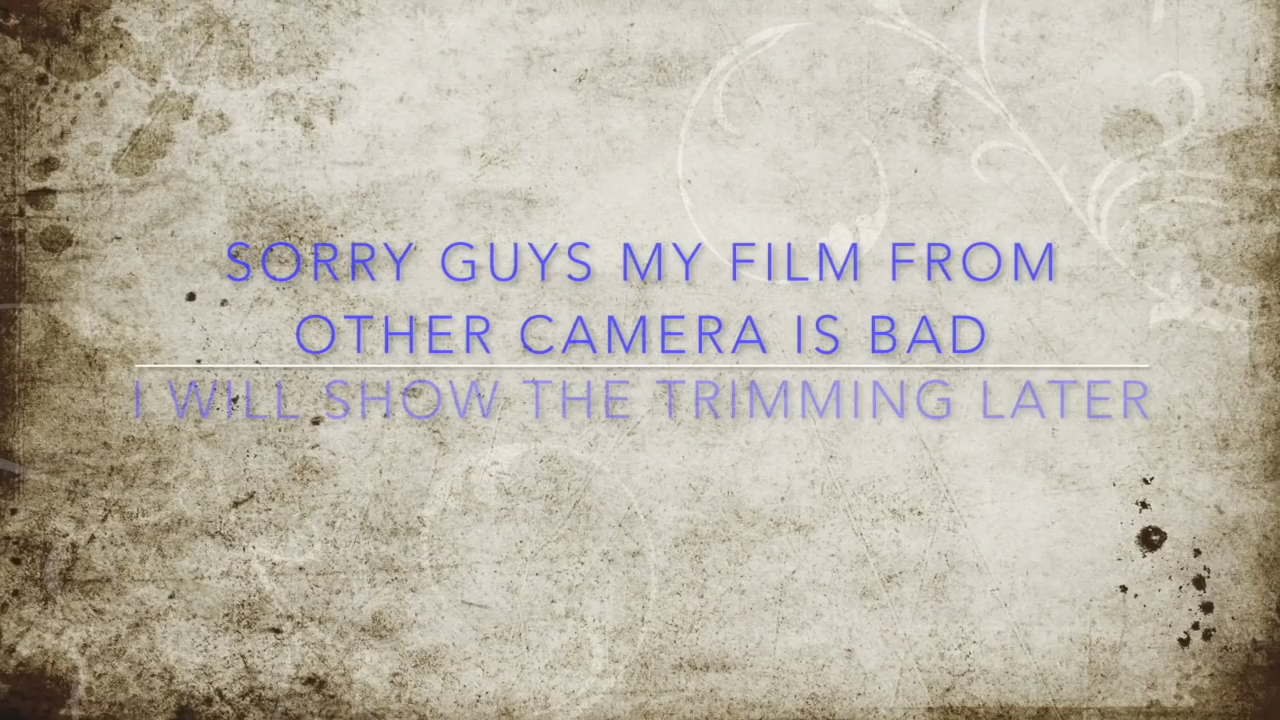 SORRY GUYS MY FILM FROM
OTHER CAMERA IS BAD
I WILL SHOW THE TRIMMING LATER